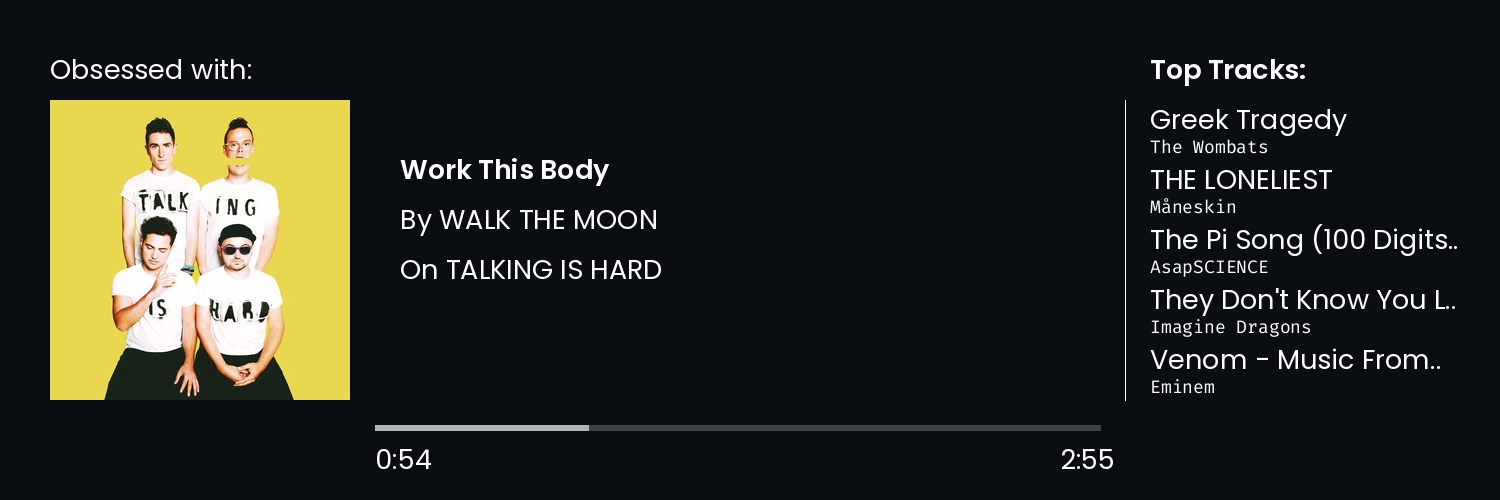 Obsessed with:
TALK ING
IS HARD
Work This Body
By WALK THE MOON
On TALKING IS HARD
0:54
2:55
Top Tracks:
Greek Tragedy
The Wombats
THE LONELIEST
Måneskin
The Pi Song (100 Digits..
AsapSCIENCE
They Don't Know You L..
Imagine Dragons
Venom - Music From..
Eminem